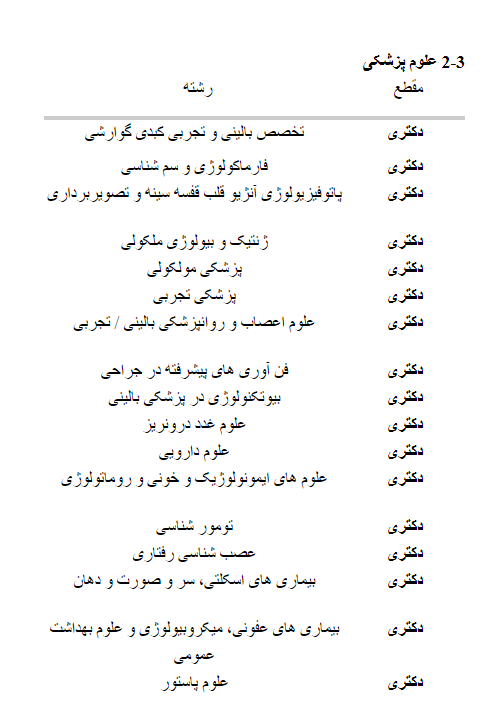 2-3 علوم پزشکی
مقطع رشته
دکتری تخصص بالینی و تجربی کبدی گوارشی
دکتری فارماکولوژی و سم شناسی
دکتری پاتوفیزیولوژی آنژیو قلب قفسه سینه و تصویربرداری
دکتری ژنتیک و بیولوژی ملکولی
دکتری پزشکی مولکولی
دکتری پزشکی تجربی
دکتری علوم اعصاب و روانپزشکی بالینی / تجربی
دکتری فن آوری های پیشرفته در جراحی
دکتری بیوتکنولوژی در پزشکی بالینی
دکتری علوم غدد درونریز
دکتری علوم دارویی
دکتری علوم های ایمونولوژیک و خونی و روماتولوژی
دکتری تومور شناسی
دکتری عصب شناسی رفتاری
دکتری بیماری های اسکلتی، سر و صورت و دهان
دکتری بیماری های عفونی، میکروبیولوژی و علوم بهداشت
عمومی
دکتری علوم پاستور